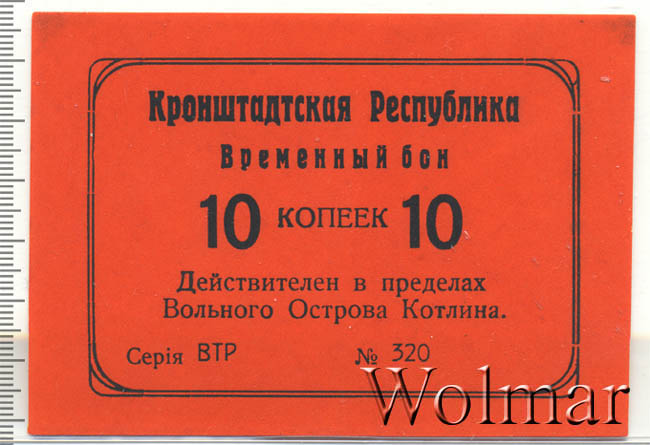 Кронштадтская Республика
Временный бон
10 КОПЕЕК 10
Действителен в пределах
Вольного Острова Котлина.
Серія ВТР № 320
Wolmar